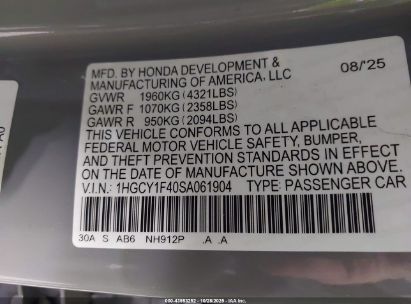 MFD. BY HONDA DEVELOPMENT &
MANUFACTURING OF AMERICA, LLC 08/'25
GVWR 1960KG (4321LBS)
GAWR F 1070KG (2358LBS)
GAWR R 950KG (2094LBS)
THIS VEHICLE CONFORMS TO ALL APPLICABLE
FEDERAL MOTOR VEHICLE SAFETY, BUMPER,
AND THEFT PREVENTION STANDARDS IN EFFECT
ON THE DATE OF MANUFACTURE SHOWN ABOVE.
V.I.N.: 1HGCY1F40SA061904 TYPE: PASSENGER CAR
30A S AB6 NH912P .A .A